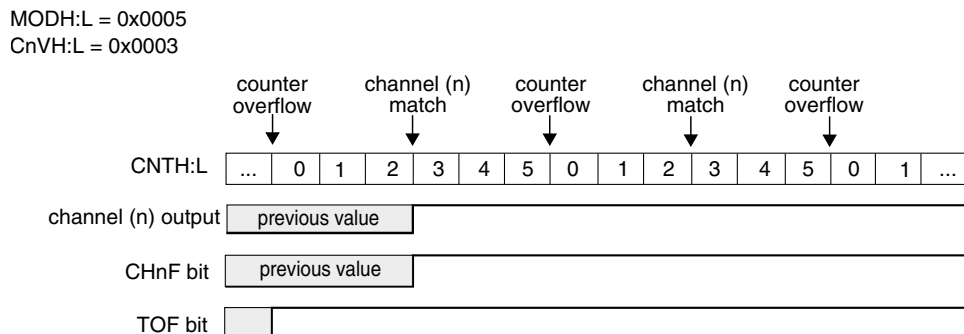 MODH:L = 0x0005
CnVH:L = 0x0003
counter overflow
channel (n) match
counter overflow
channel (n) match
counter overflow
CNTH:L ... 0 1 2 3 4 5 0 1 2 3 4 5 0 1 ...
channel (n) output previous value
CHnF bit previous value
TOF bit